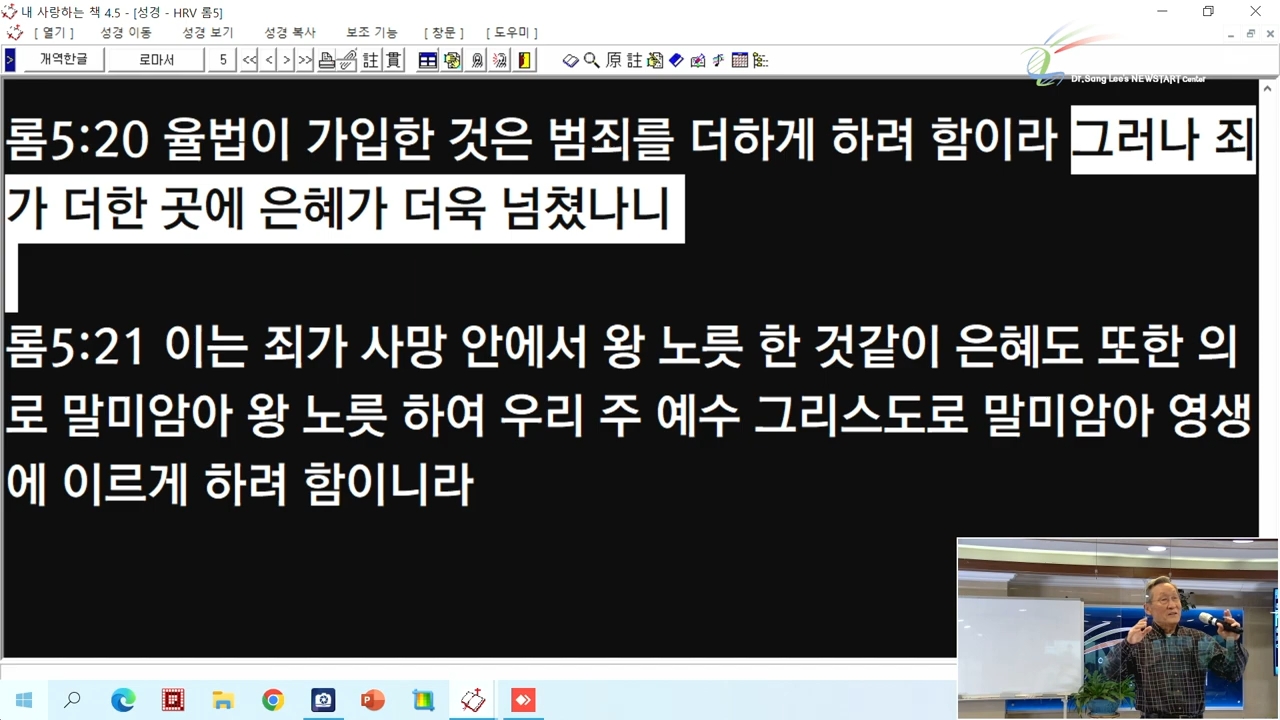 내 사랑하는 책 4.5 - [성경 - HRV 롬5]
[ 열기 ] 성경 이동 성경 보기 성경 복사 보조 기능 [ 창문 ] [ 도우미 ]
> 개역한글 로마서 5 << < > >> 註 貫 原 註
Dr.Sang Lee's NEWSTART Center
롬5:20 율법이 가입한 것은 범죄를 더하게 하려 함이라 그러나 죄
가 더한 곳에 은혜가 더욱 넘쳤나니
롬5:21 이는 죄가 사망 안에서 왕 노릇 한 것같이 은혜도 또한 의
로 말미암아 왕 노릇 하여 우리 주 예수 그리스도로 말미암아 영생
에 이르게 하려 함이니라